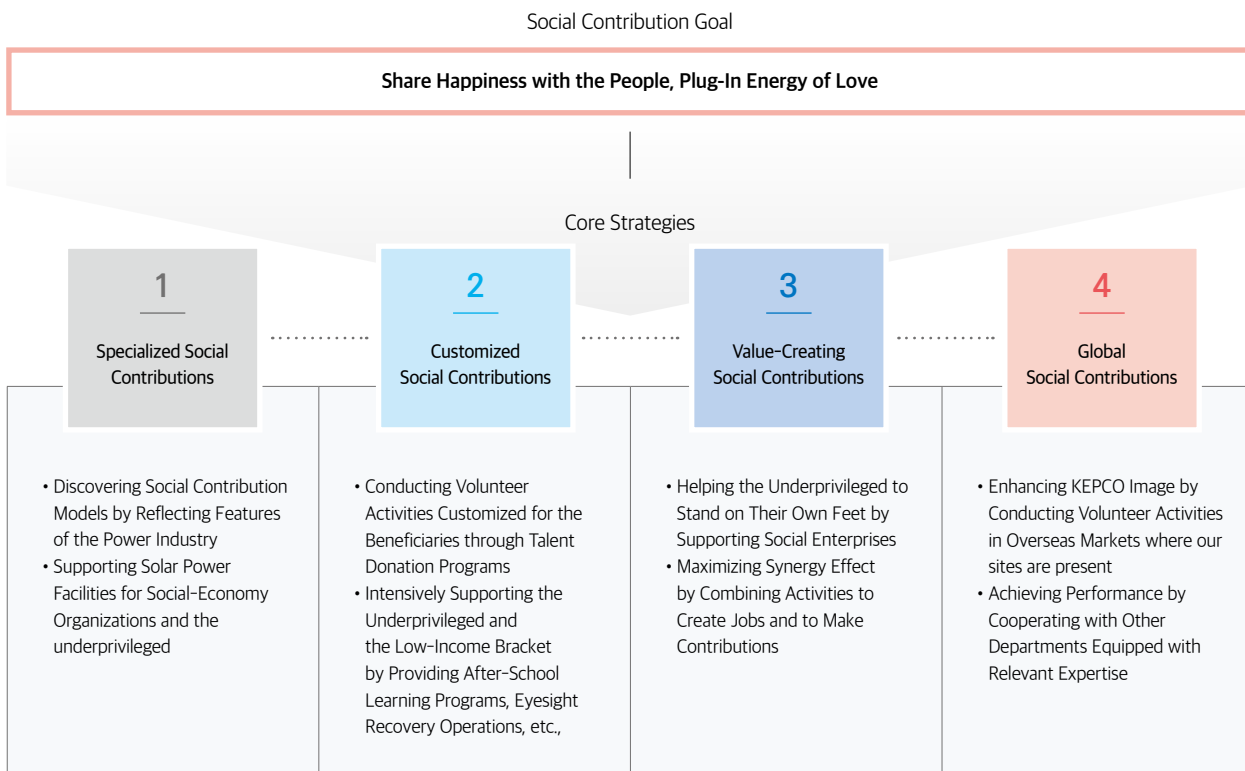 Social Contribution Goal
Share Happiness with the People, Plug-In Energy of Love
Core Strategies
1
Specialized Social
Contributions
• Discovering Social Contribution
Models by Reflecting Features
of the Power Industry
• Supporting Solar Power
Facilities for Social-Economy
Organizations and the
underprivileged
2
Customized
Social Contributions
• Conducting Volunteer
Activities Customized for the
Beneficiaries through Talent
Donation Programs
• Intensively Supporting the
Underprivileged and
the Low-Income Bracket
by Providing After-School
Learning Programs, Eyesight
Recovery Operations, etc.,
3
Value-Creating
Social Contributions
• Helping the Underprivileged to
Stand on Their Own Feet by
Supporting Social Enterprises
• Maximizing Synergy Effect
by Combining Activities to
Create Jobs and to Make
Contributions
4
Global
Social Contributions
• Enhancing KEPCO Image by
Conducting Volunteer Activities
in Overseas Markets where our
sites are present
• Achieving Performance by
Cooperating with Other
Departments Equipped with
Relevant Expertise